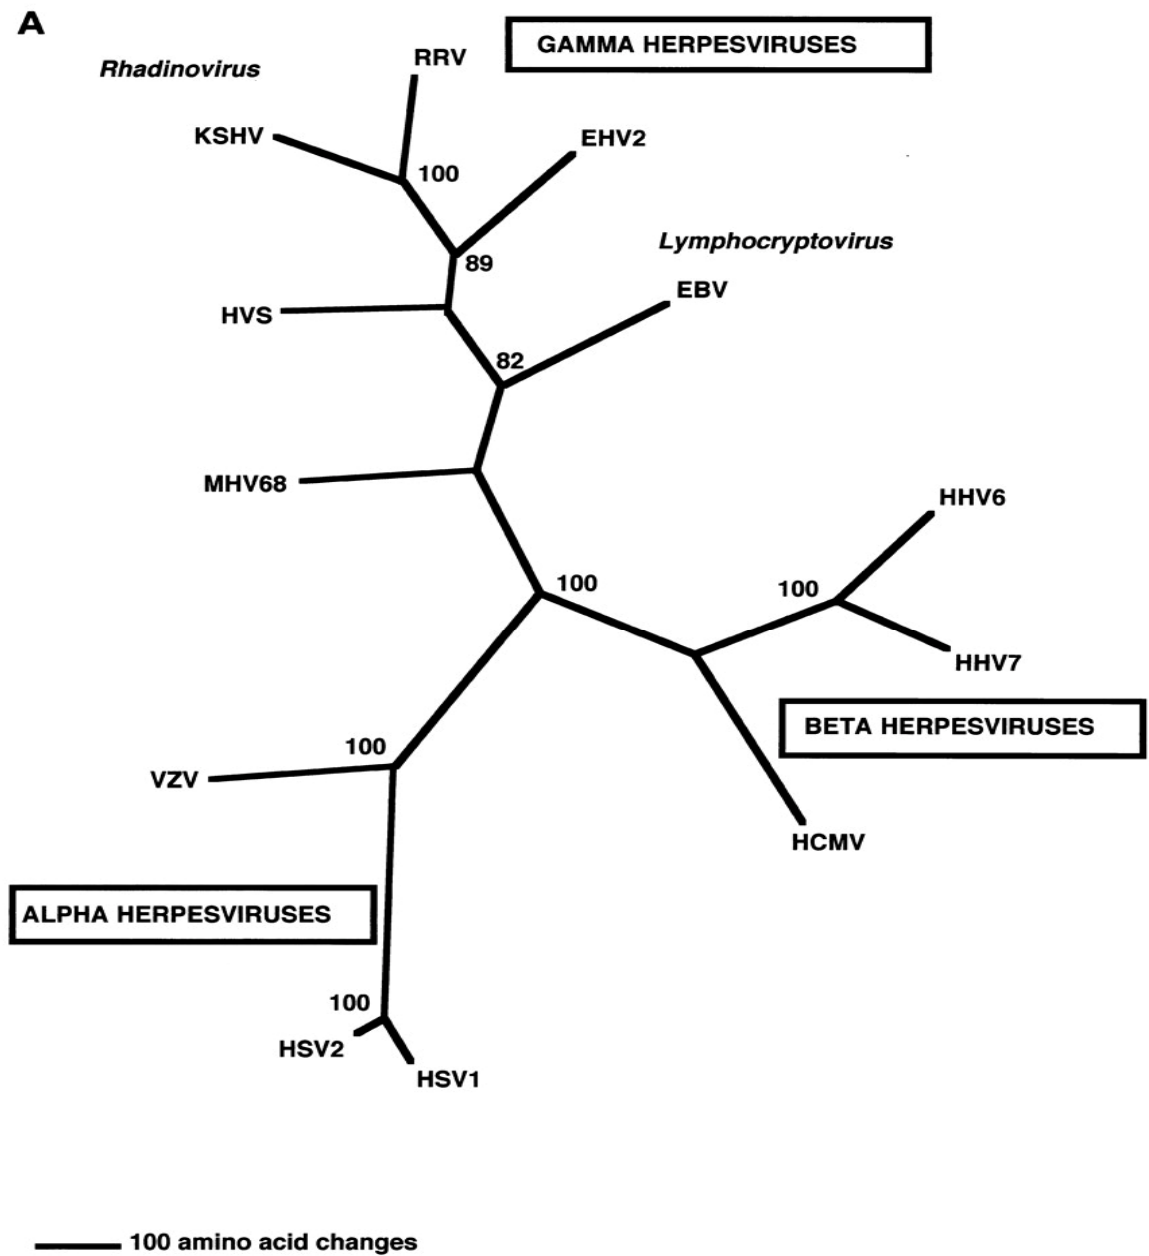 A
GAMMA HERPESVIRUSES
RRV
Rhadinovirus
KSHV
EHV2
100
Lymphocryptovirus
89
EBV
HVS
82
MHV68
HHV6
100
100
HHV7
BETA HERPESVIRUSES
100
VZV
HCMV
ALPHA HERPESVIRUSES
100
HSV2
HSV1
100 amino acid changes